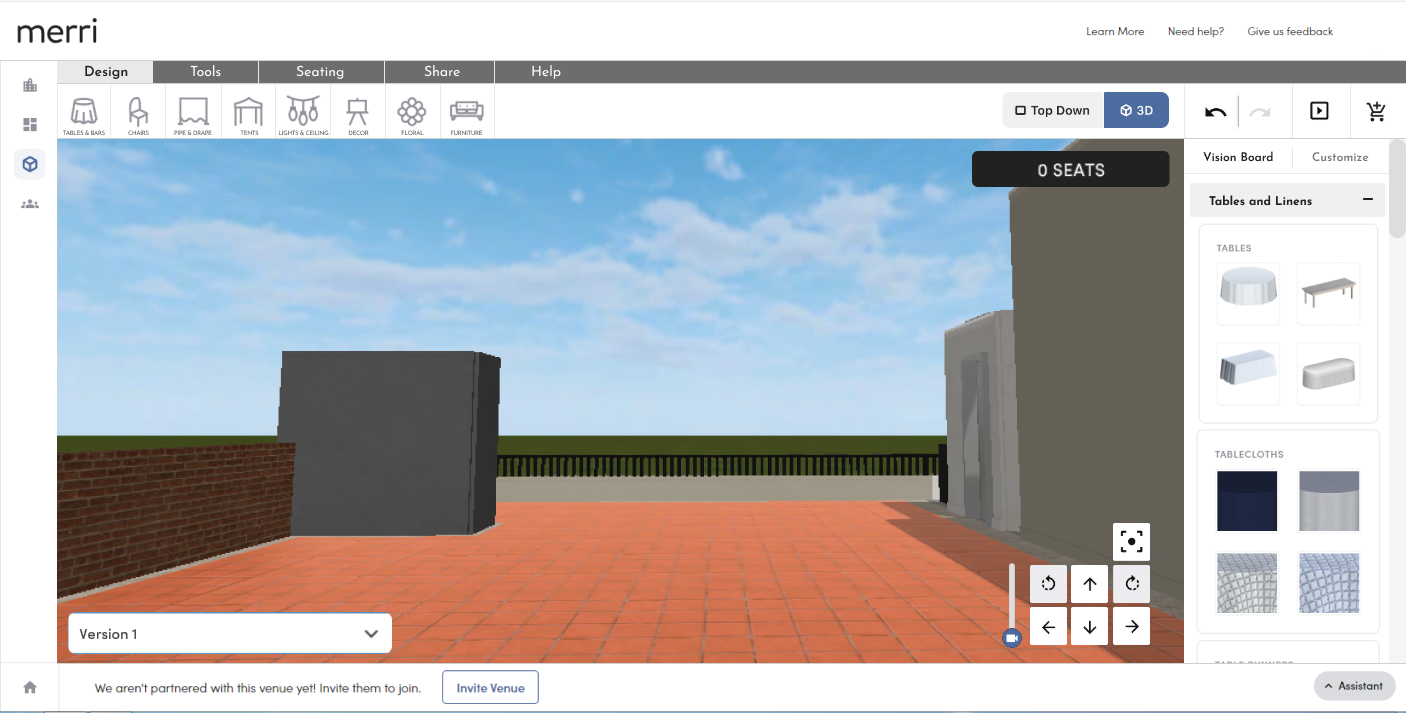 merri
Learn More Need help? Give us feedback
Design Tools Seating Share Help
TABLES & BARS CHAIRS PIPE & DRAPE TENTS LIGHTS & CEILING DECOR FLORAL FURNITURE
Top Down 3D
0 SEATS
Vision Board Customize
Tables and Linens
TABLES
TABLECLOTHS
Version 1
We aren't partnered with this venue yet! Invite them to join. Invite Venue
Assistant